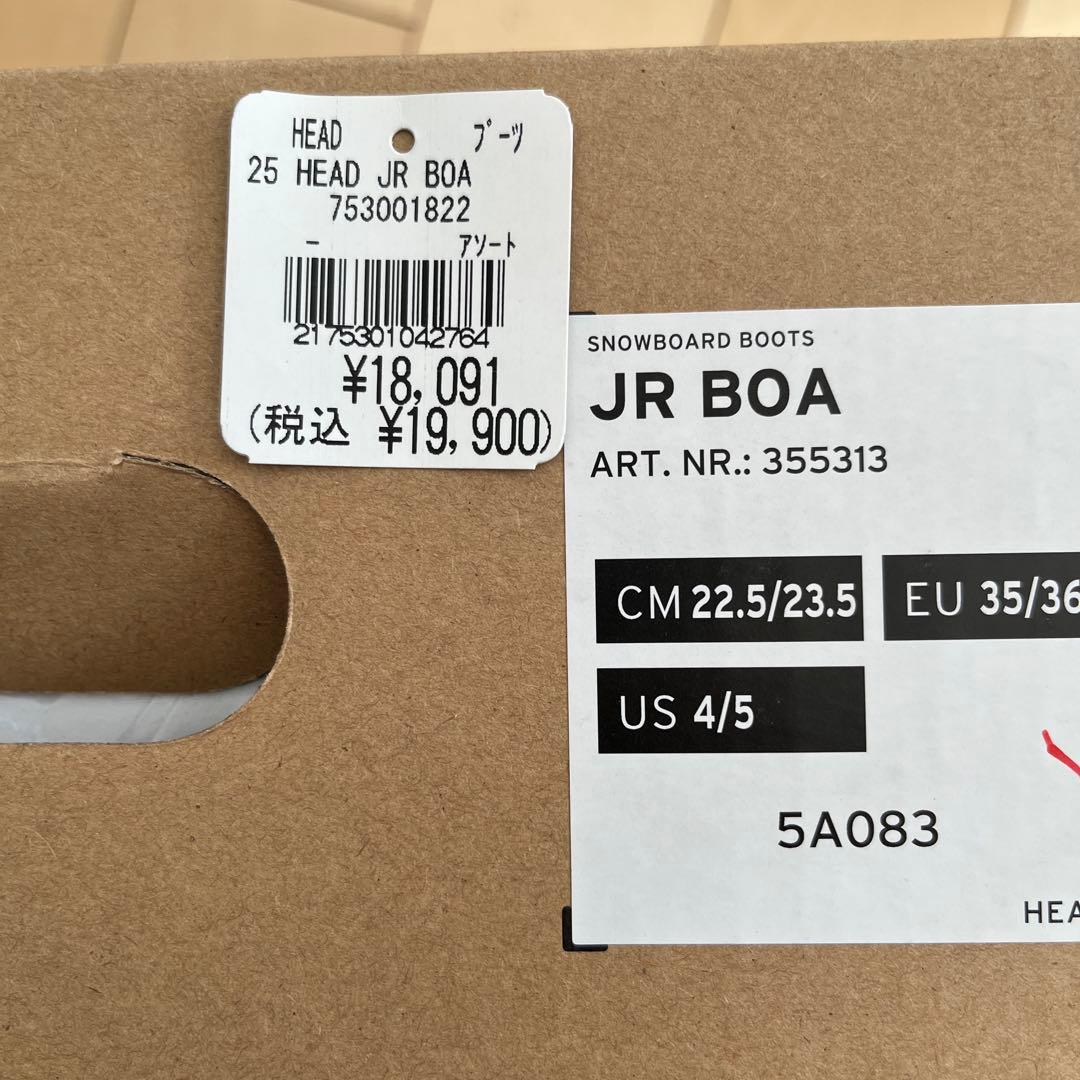 HEAD ブーツ
25 HEAD JR BOA
753001822
- アソート
2175301042764
¥18,091
(税込 ¥19,900)
SNOWBOARD BOOTS
JR BOA
ART. NR.: 355313
CM 22.5/23.5 EU 35/36
US 4/5
5A083
HEA